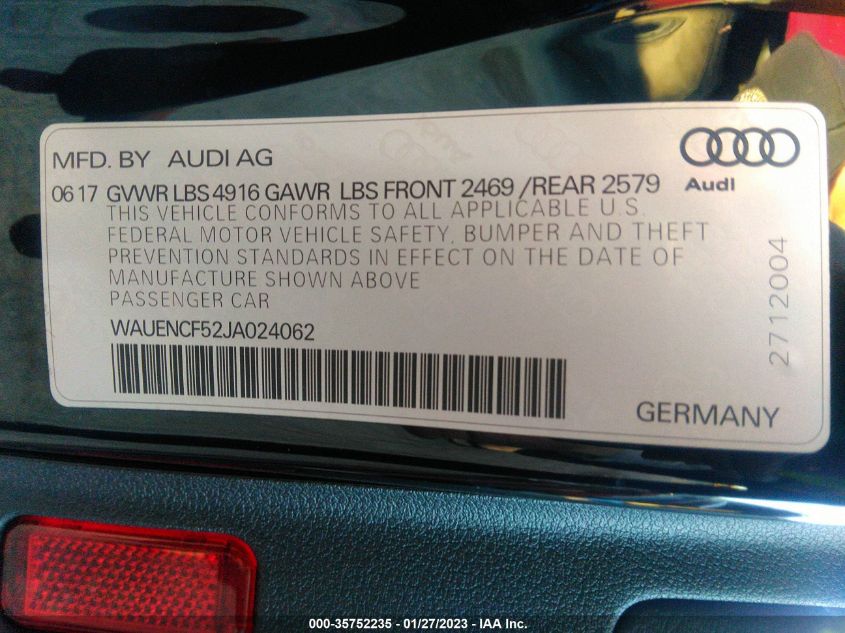 MFD. BY AUDI AG
Audi
06 17 GVWR LBS 4916 GAWR LBS FRONT 2469 /REAR 2579
THIS VEHICLE CONFORMS TO ALL APPLICABLE U.S.
FEDERAL MOTOR VEHICLE SAFETY, BUMPER AND THEFT
PREVENTION STANDARDS IN EFFECT ON THE DATE OF
MANUFACTURE SHOWN ABOVE
PASSENGER CAR
WAUENCF52JA024062
2712004
GERMANY
000-35752235 - 01/27/2023 - IAA Inc.